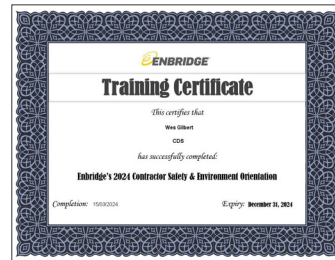 ENBRIDGE
Training Certificate
This certifies that
Wes Gilbert
CDS
has successfully completed:
Enbridge's 2024 Contractor Safety & Environment Orientation
Completion: 15/03/2024 Expiry: December 31, 2024